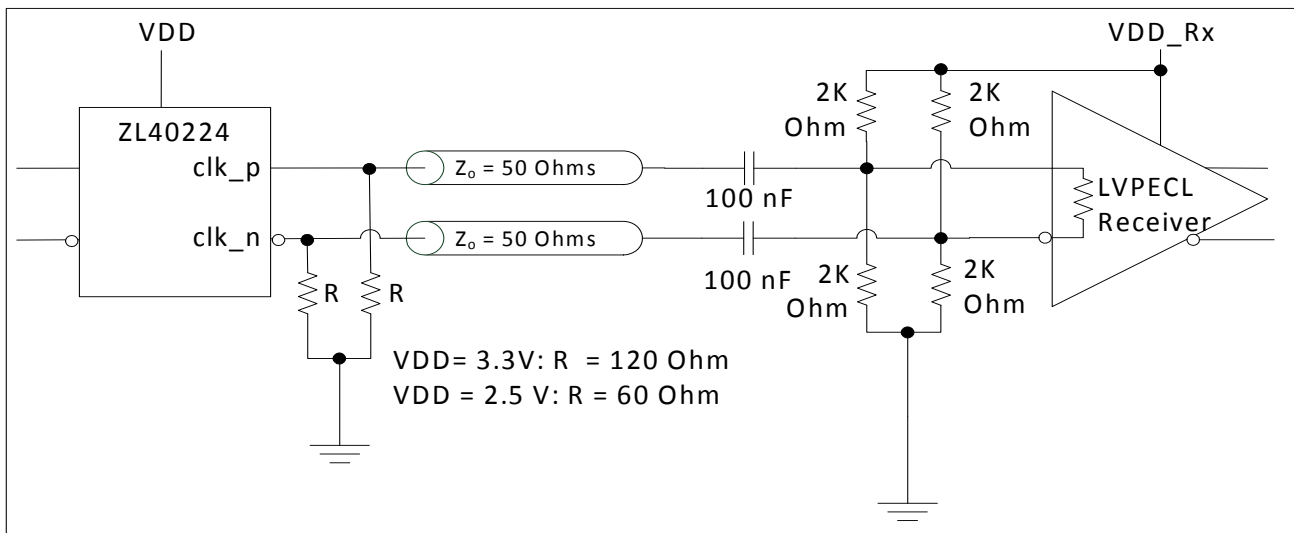 VDD
VDD_Rx
ZL40224
clk_p
clk_n
Zo = 50 Ohms
Zo = 50 Ohms
100 nF
100 nF
2K
Ohm
2K
Ohm
2K
Ohm
2K
Ohm
LVPECL
Receiver
R
R
VDD= 3.3V: R = 120 Ohm
VDD = 2.5 V: R = 60 Ohm